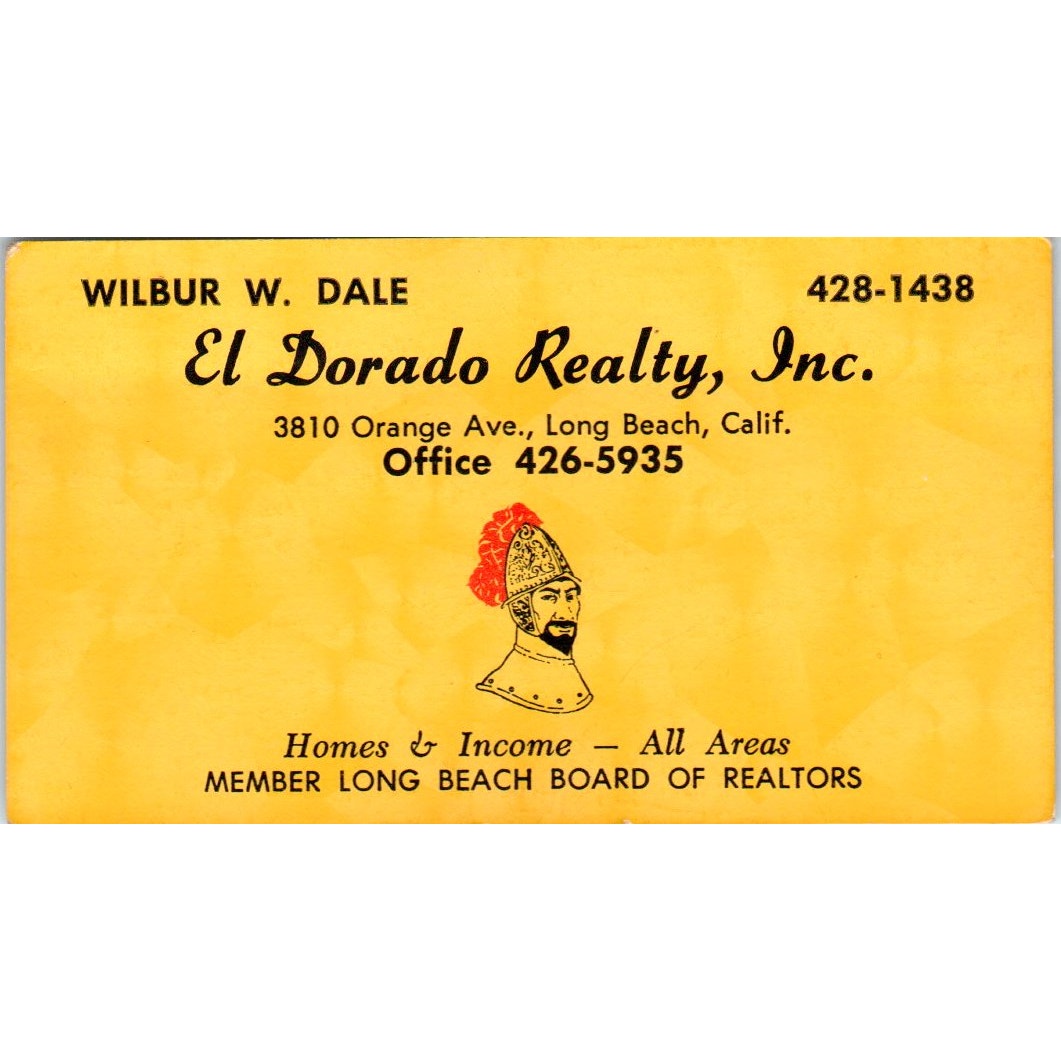 WILBUR W. DALE 428-1438
El Dorado Realty, Inc.
3810 Orange Ave., Long Beach, Calif.
Office 426-5935
Homes & Income — All Areas
MEMBER LONG BEACH BOARD OF REALTORS